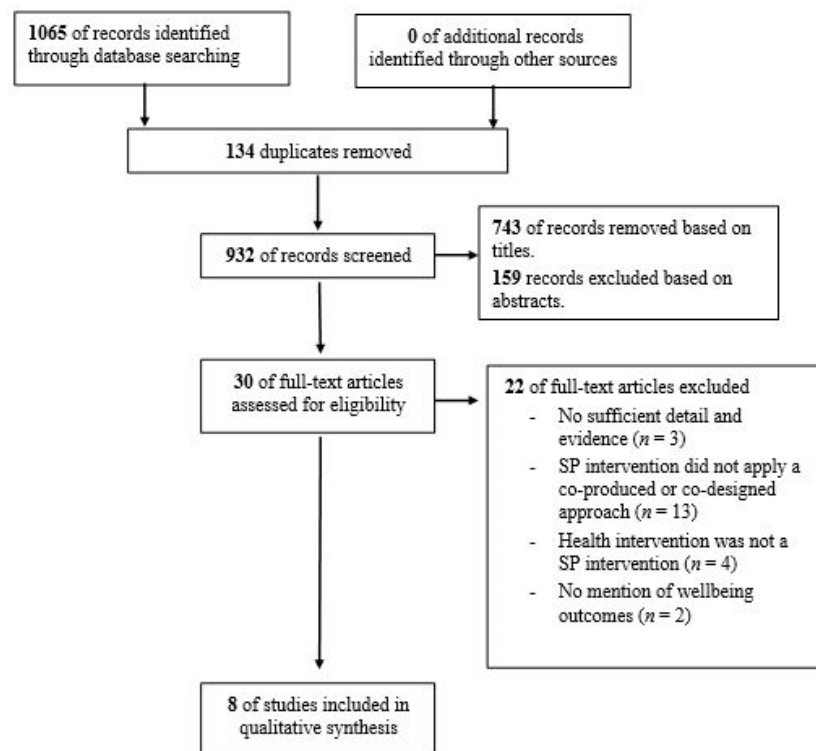 1065 of records identified
through database searching
0 of additional records
identified through other sources
134 duplicates removed
932 of records screened
743 of records removed based on
titles.
159 records excluded based on
abstracts.
30 of full-text articles
assessed for eligibility
22 of full-text articles excluded
- No sufficient detail and
evidence (n = 3)
- SP intervention did not apply a
co-produced or co-designed
approach (n = 13)
- Health intervention was not a
SP intervention (n = 4)
- No mention of wellbeing
outcomes (n = 2)
8 of studies included in
qualitative synthesis